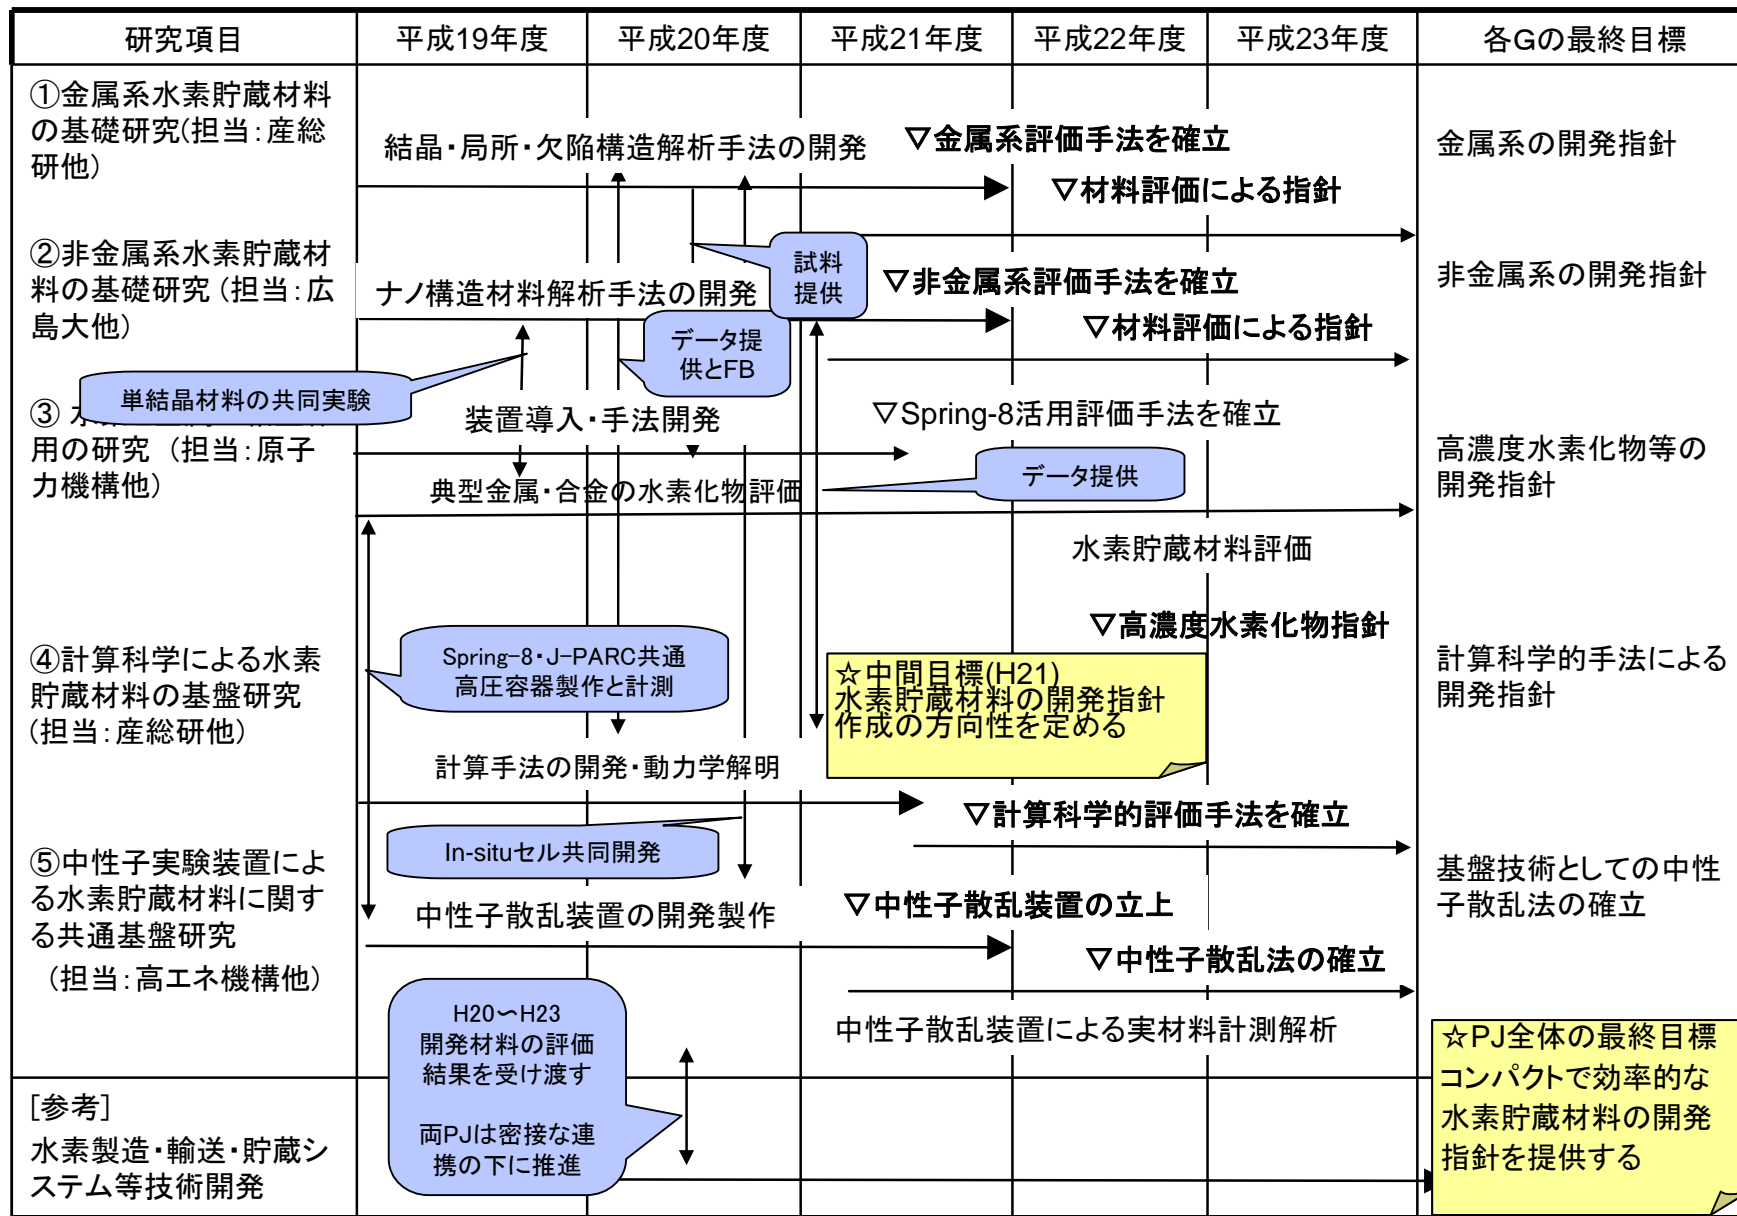 研究項目
平成19年度
平成20年度
平成21年度
平成22年度
平成23年度
各Gの最終目標
①金属系水素貯蔵材料
の基礎研究(担当：産総
研他)
結晶・局所・欠陥構造解析手法の開発
▽金属系評価手法を確立
▽材料評価による指針
金属系の開発指針
②非金属系水素貯蔵材
料の基礎研究（担当：広
島大他)
試料
提供
ナノ構造材料解析手法の開発
▽非金属系評価手法を確立
▽材料評価による指針
非金属系の開発指針
データ提
供とFB
単結晶材料の共同実験
③
用の研究 （担当：原子
力機構他)
装置導入・手法開発
▽Spring-8活用評価手法を確立
データ提供
典型金属・合金の水素化物評価
水素貯蔵材料評価
▽高濃度水素化物指針
高濃度水素化物等の
開発指針
④計算科学による水素
貯蔵材料の基盤研究
(担当：産総研他)
Spring-8・J-PARC共通
高圧容器製作と計測
☆中間目標(H21)
水素貯蔵材料の開発指針
作成の方向性を定める
計算手法の開発・動力学解明
▽計算科学的評価手法を確立
計算科学的手法による
開発指針
In-situセル共同開発
⑤中性子実験装置によ
る水素貯蔵材料に関す
る共通基盤研究
（担当：高エネ機構他）
中性子散乱装置の開発製作
▽中性子散乱装置の立上
▽中性子散乱法の確立
中性子散乱装置による実材料計測解析
基盤技術としての中性
子散乱法の確立
H20～H23
開発材料の評価
結果を受け渡す
両PJは密接な連
携の下に推進
[参考]
水素製造・輸送・貯蔵シ
ステム等技術開発
☆PJ全体の最終目標
コンパクトで効率的な
水素貯蔵材料の開発
指針を提供する